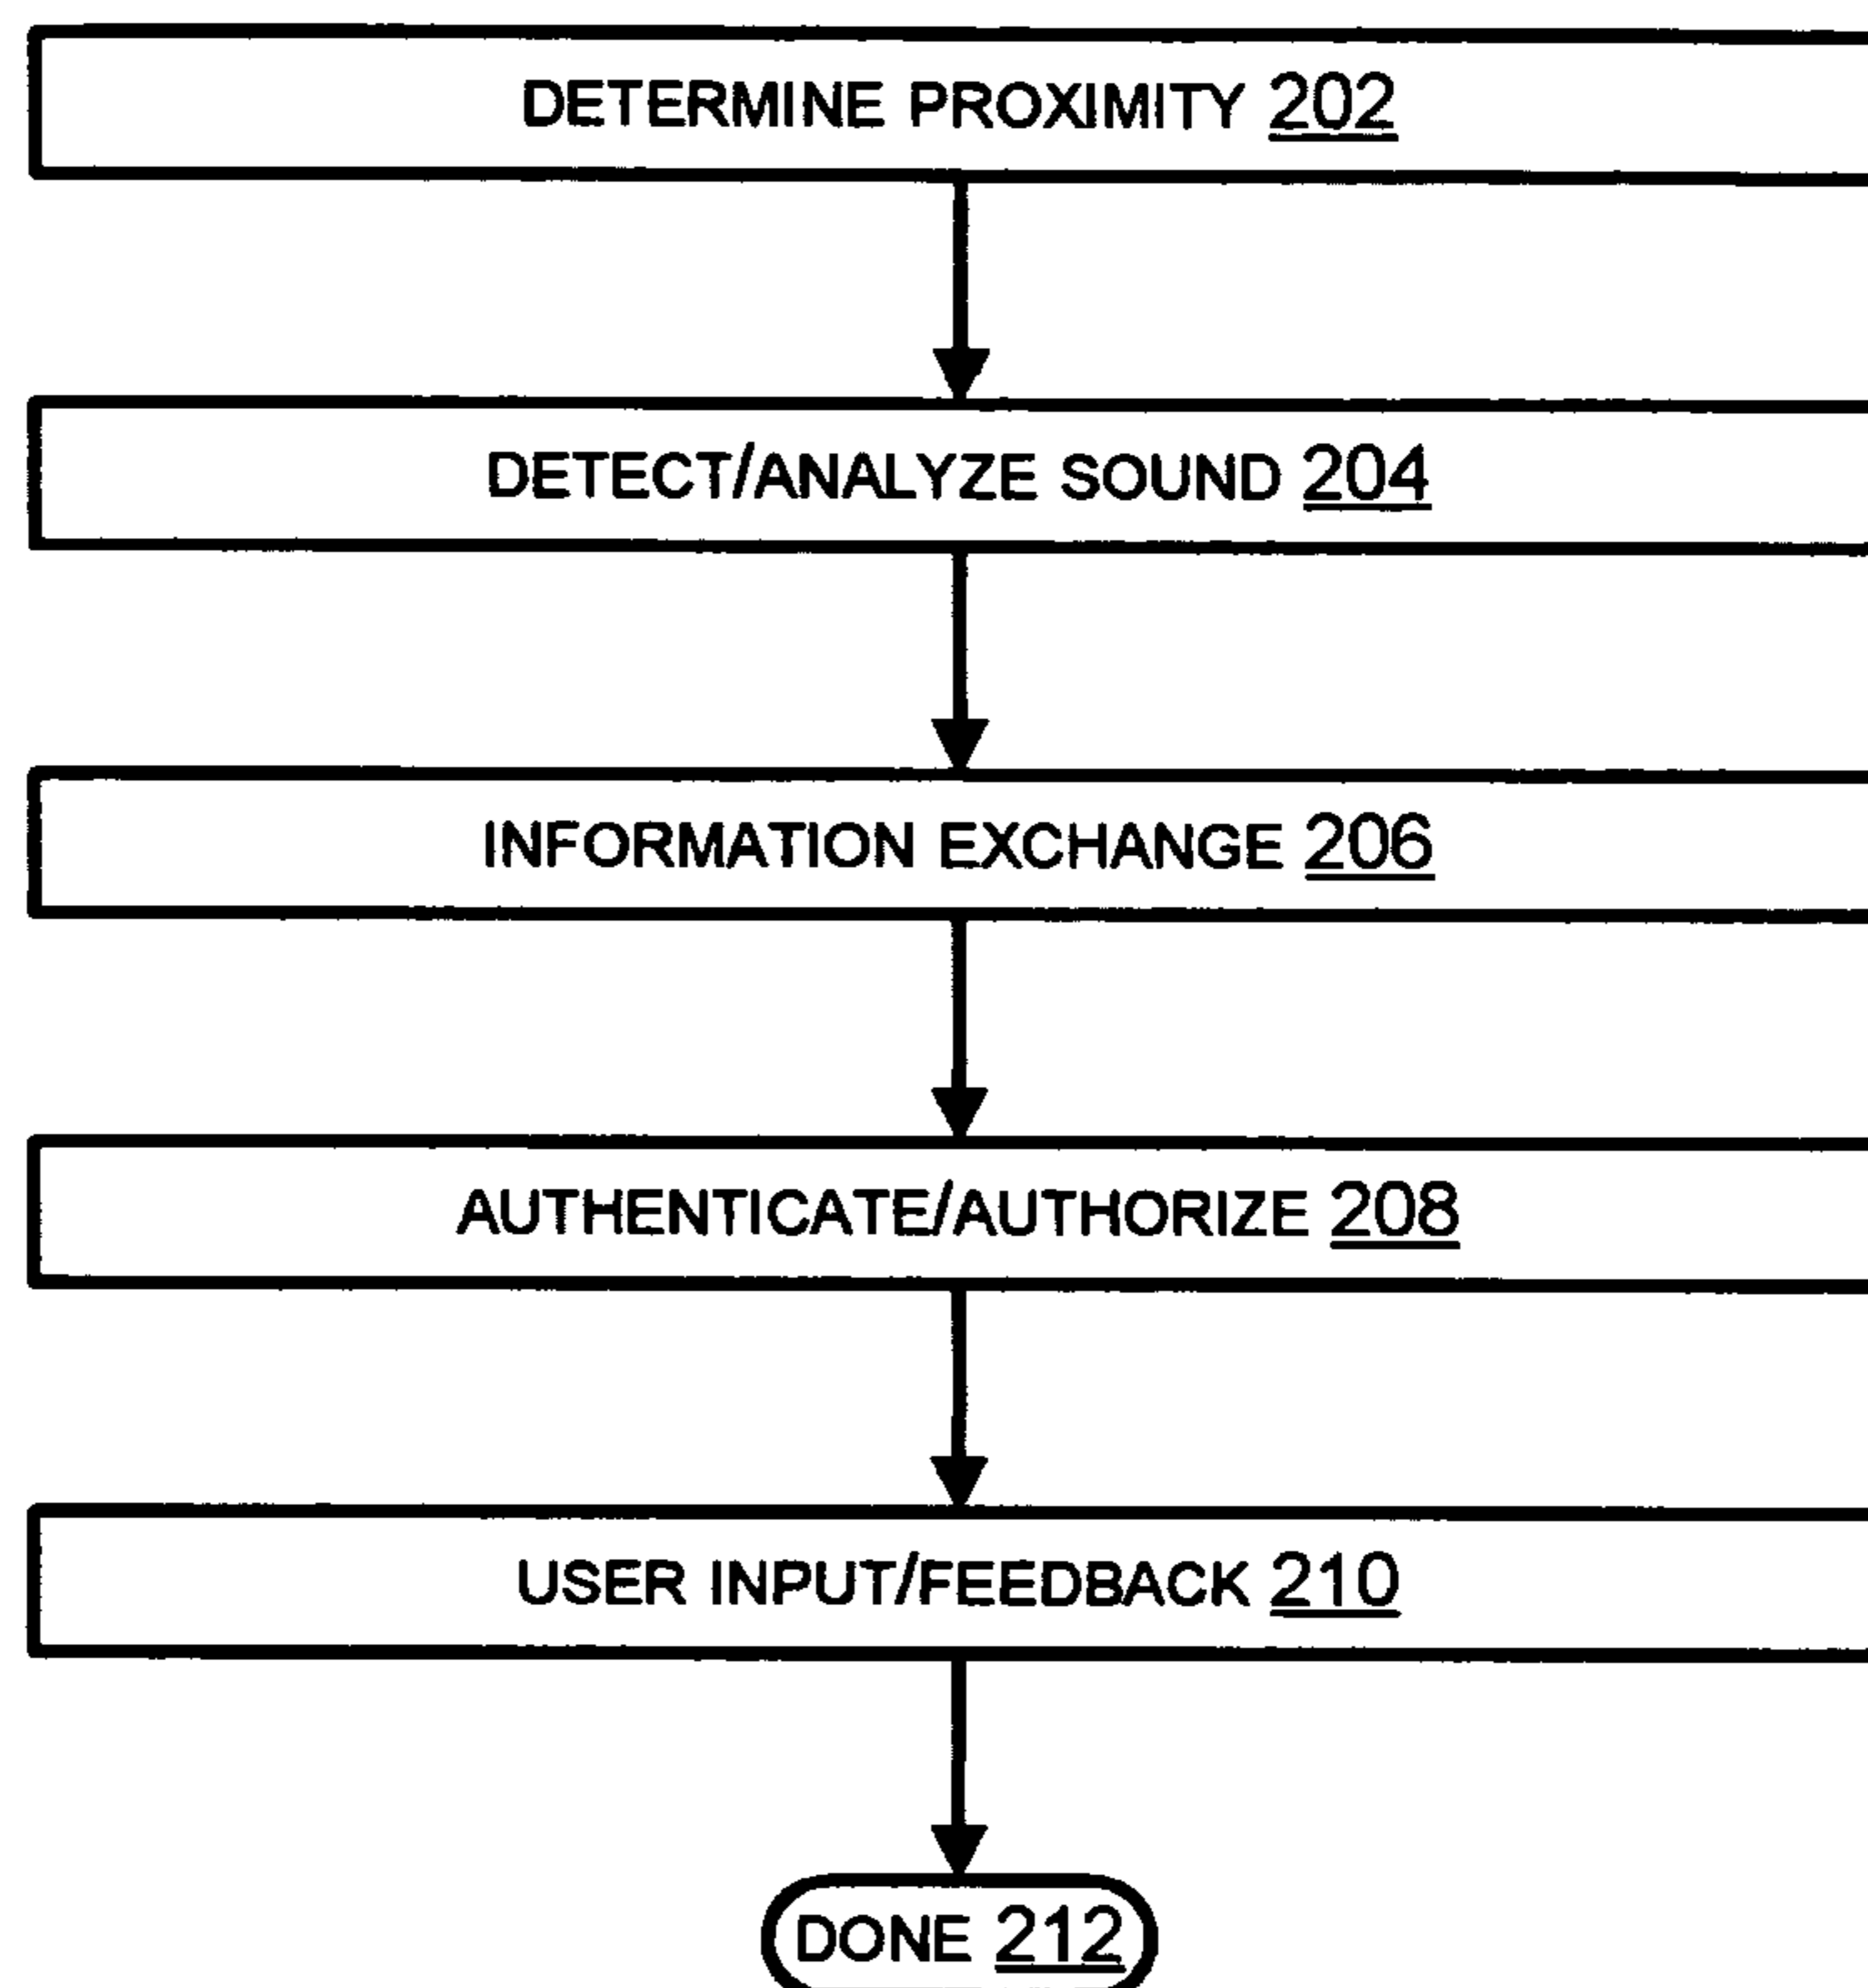 DETERMINE PROXIMITY 202
DETECT/ANALYZE SOUND 204
INFORMATION EXCHANGE 206
AUTHENTICATE/AUTHORIZE 208
USER INPUT/FEEDBACK 210
DONE 212